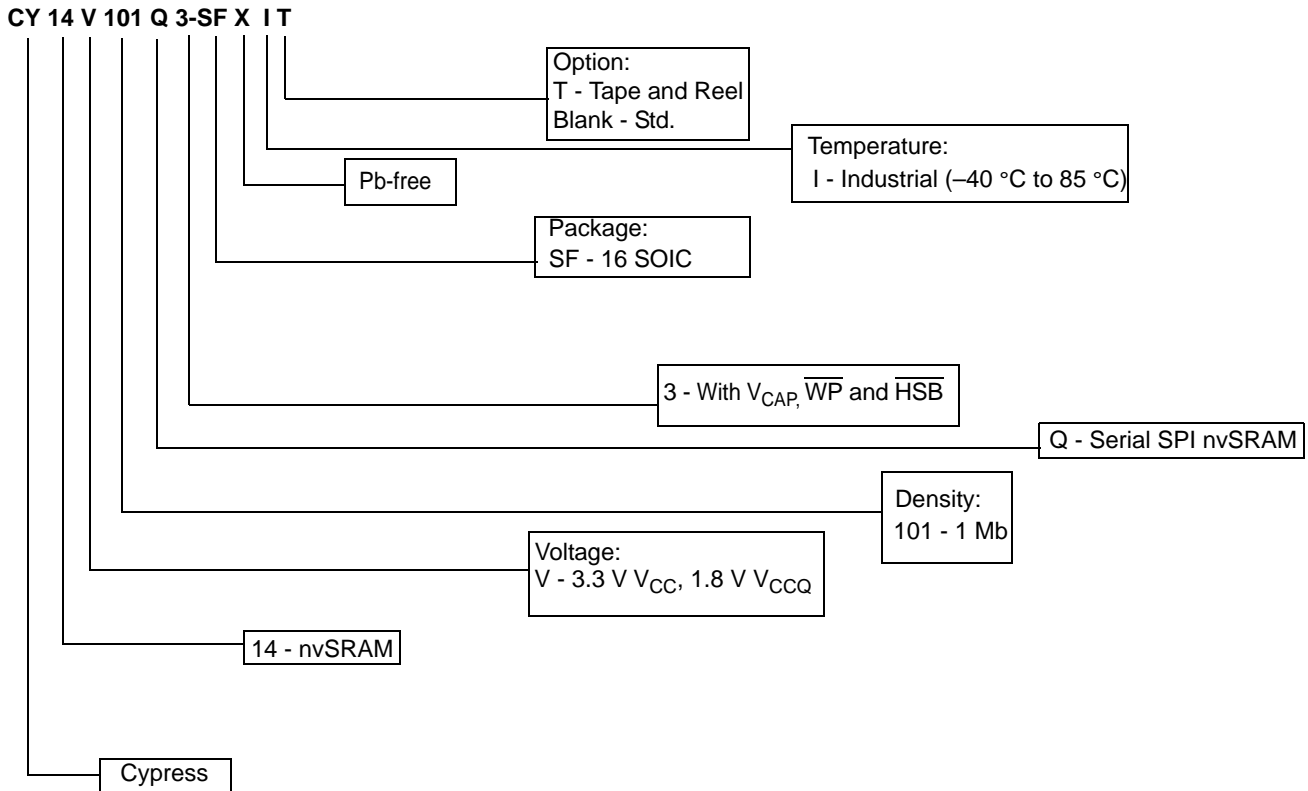 CY 14 V 101 Q 3-SF X I T
Option:
T - Tape and Reel
Blank - Std.
Temperature:
I - Industrial (–40 °C to 85 °C)
Pb-free
Package:
SF - 16 SOIC
3 - With VCAP, W̅P̅ and H̅S̅B̅
Q - Serial SPI nvSRAM
Density:
101 - 1 Mb
Voltage:
V - 3.3 V VCC, 1.8 V VCCQ
14 - nvSRAM
Cypress